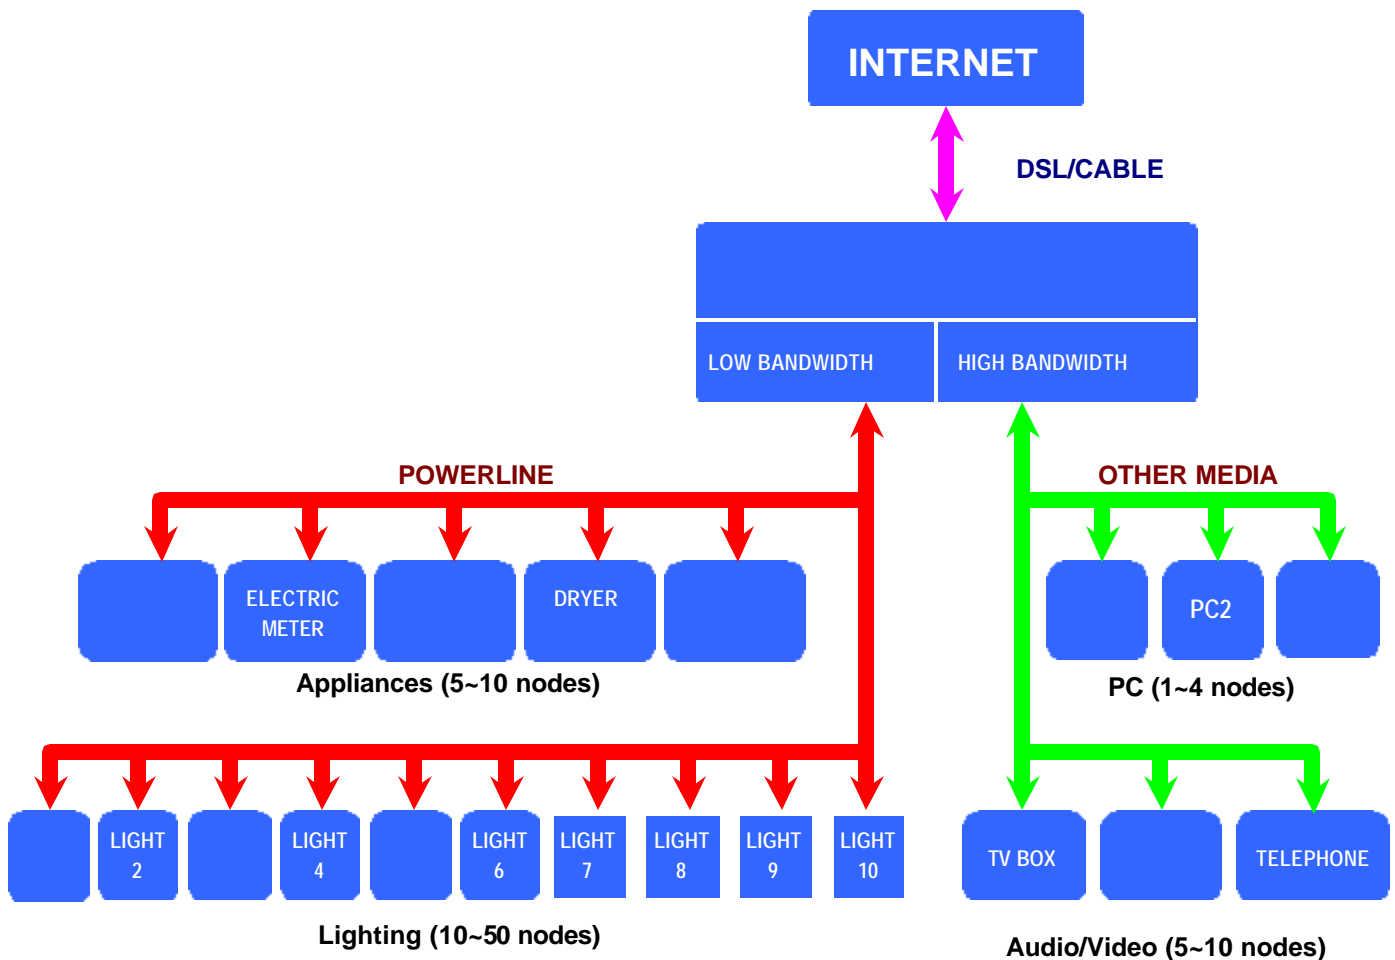 INTERNET
DSL/CABLE
LOW BANDWIDTH
HIGH BANDWIDTH
POWERLINE
OTHER MEDIA
ELECTRIC
METER
DRYER
PC2
Appliances (5~10 nodes)
PC (1~4 nodes)
LIGHT
2
LIGHT
4
LIGHT
6
LIGHT
7
LIGHT
8
LIGHT
9
LIGHT
10
TV BOX
TELEPHONE
Lighting (10~50 nodes)
Audio/Video (5~10 nodes)